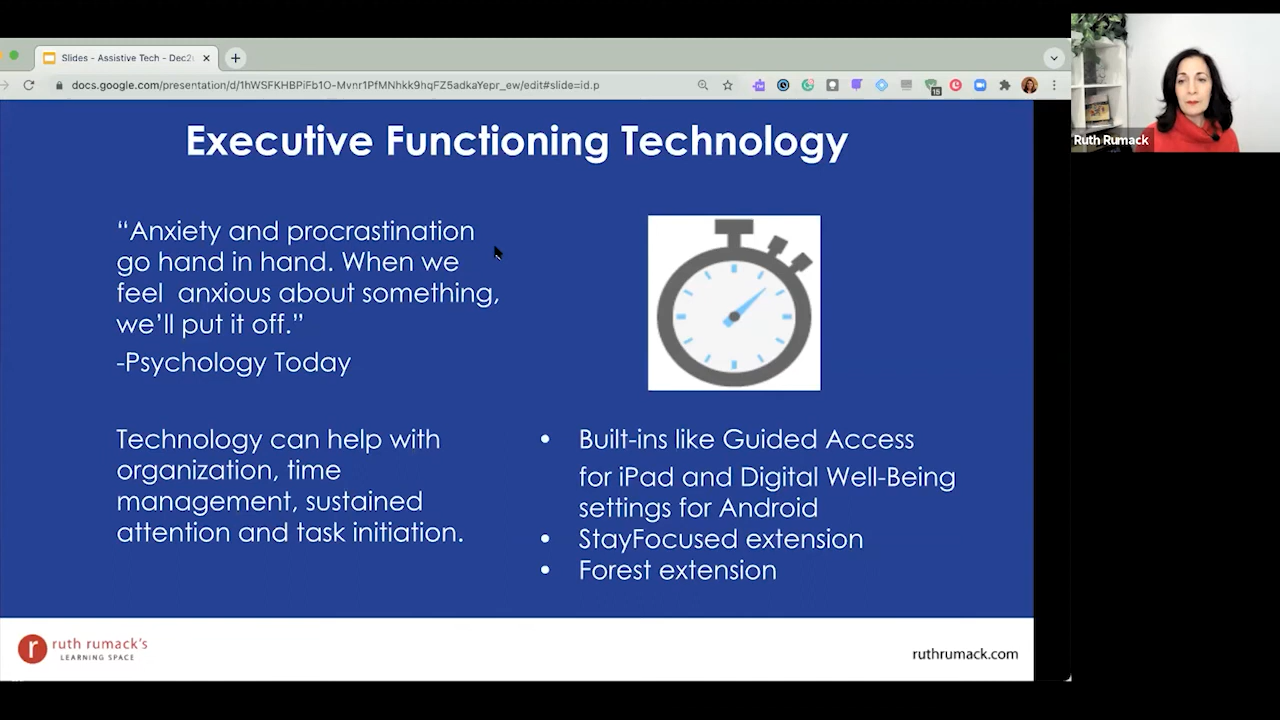 Slides - Assistive Tech - Dec2
docs.google.com/presentation/d/1hWSFKHBPiFb1O-Mvnr1PfMNhkk9hqFZ5adkaYepr_ew/edit#slide=id.p
15
Ruth Rumack
Executive Functioning Technology
“Anxiety and procrastination
go hand in hand. When we
feel  anxious about something,
we’ll put it off.”
-Psychology Today
Technology can help with
organization, time
management, sustained
attention and task initiation.
• Built-ins like Guided Access
for iPad and Digital Well-Being
settings for Android
• StayFocused extension
• Forest extension
r ruth rumack's
LEARNING SPACE
ruthrumack.com